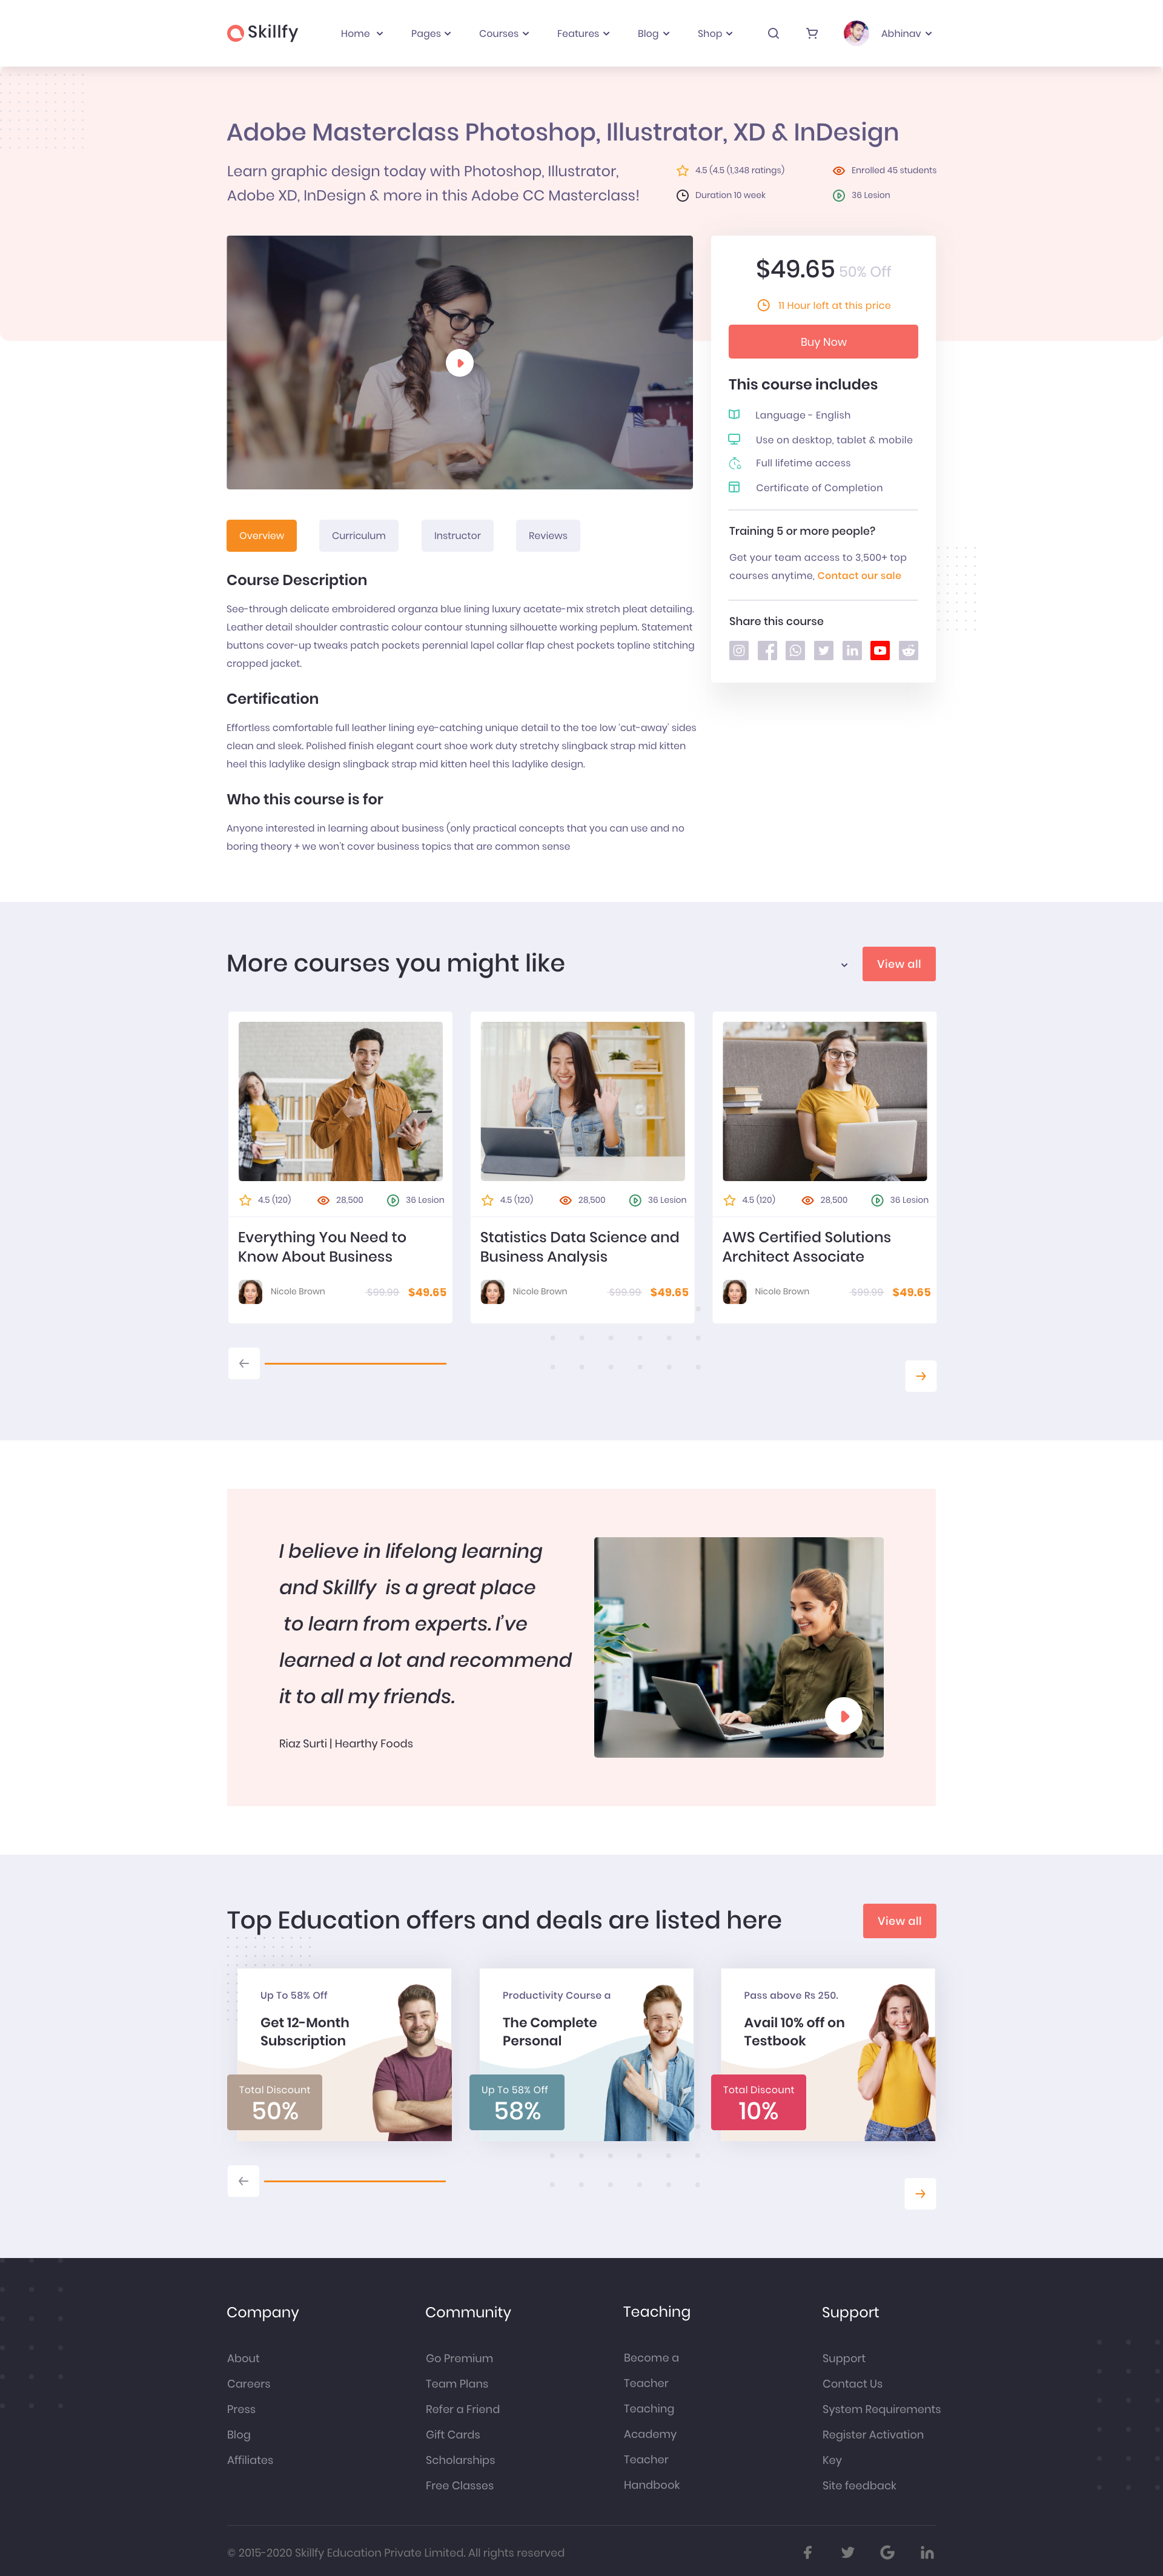 Skillfy
Home
Pages
Courses
Features
Blog
Shop
Abhinav
Adobe Masterclass Photoshop, Illustrator, XD & InDesign
Learn graphic design today with Photoshop, Illustrator,
Adobe XD, InDesign & more in this Adobe CC Masterclass!
4.5 (4.5 (1,348 ratings)
Enrolled 45 students
Duration 10 week
36 Lesion
$49.65 50% Off
11 Hour left at this price
Buy Now
This course includes
Language - English
Use on desktop, tablet & mobile
Full lifetime access
Certificate of Completion
Training 5 or more people?
Get your team access to 3,500+ top
courses anytime, Contact our sale
Share this course
Overview
Curriculum
Instructor
Reviews
Course Description
See-through delicate embroidered organza blue lining luxury acetate-mix stretch pleat detailing.
Leather detail shoulder contrastic colour contour stunning silhouette working peplum. Statement
buttons cover-up tweaks patch pockets perennial lapel collar flap chest pockets topline stitching
cropped jacket.
Certification
Effortless comfortable full leather lining eye-catching unique detail to the toe low 'cut-away' sides
clean and sleek. Polished finish elegant court shoe work duty stretchy slingback strap mid kitten
heel this ladylike design slingback strap mid kitten heel this ladylike design.
Who this course is for
Anyone interested in learning about business (only practical concepts that you can use and no
boring theory + we won't cover business topics that are common sense
More courses you might like
View all
4.5 (120)
28,500
36 Lesion
Everything You Need to
Know About Business
Nicole Brown
$99.99
$49.65
4.5 (120)
28,500
36 Lesion
Statistics Data Science and
Business Analysis
Nicole Brown
$99.99
$49.65
4.5 (120)
28,500
36 Lesion
AWS Certified Solutions
Architect Associate
Nicole Brown
$99.99
$49.65
I believe in lifelong learning
and Skillfy is a great place
to learn from experts. I've
learned a lot and recommend
it to all my friends.
Riaz Surti | Hearthy Foods
Top Education offers and deals are listed here
View all
Up To 58% Off
Get 12-Month
Subscription
Total Discount
50%
Productivity Course a
The Complete
Personal
Up To 58% Off
58%
Pass above Rs 250.
Avail 10% off on
Testbook
Total Discount
10%
Company
About
Careers
Press
Blog
Affiliates
Community
Go Premium
Team Plans
Refer a Friend
Gift Cards
Scholarships
Free Classes
Teaching
Become a
Teacher
Teaching
Academy
Teacher
Handbook
Support
Support
Contact Us
System Requirements
Register Activation
Key
Site feedback
© 2015-2020 Skillfy Education Private Limited. All rights reserved